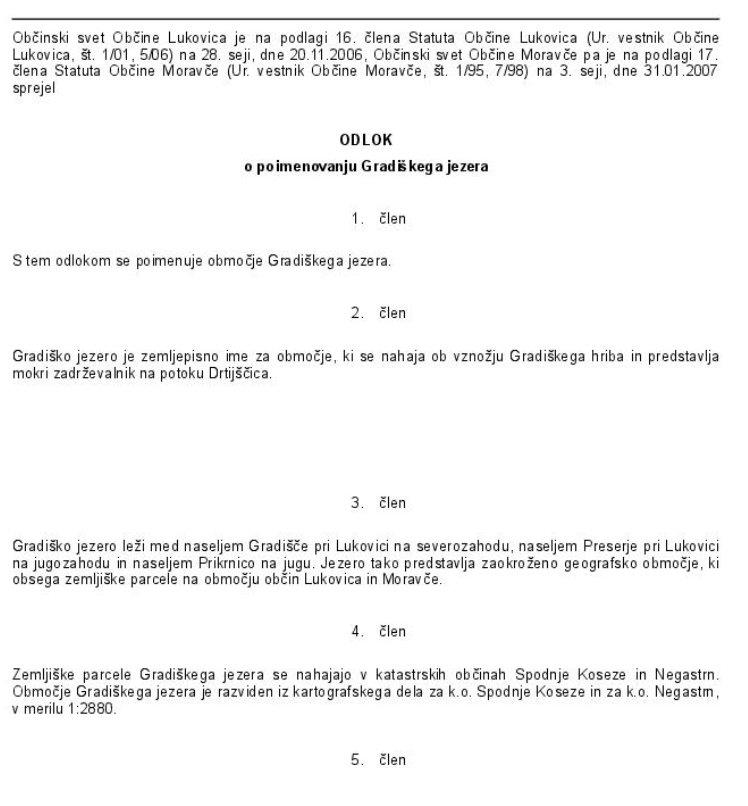 Občinski svet Občine Lukovica je na podlagi 16. člena Statuta Občine Lukovica (Ur. vestnik Občine
Lukovica, št. 1/01, 5/06) na 28. seji, dne 20.11.2006, Občinski svet Občine Moravče pa je na podlagi 17.
člena Statuta Občine Moravče (Ur. vestnik Občine Moravče, št. 1/95, 7/98) na 3. seji, dne 31.01.2007
sprejel
ODLOK
o poimenovanju Gradiškega jezera
1. člen
S tem odlokom se poimenuje območje Gradiškega jezera.
2. člen
Gradiško jezero je zemljepisno ime za območje, ki se nahaja ob vznožju Gradiškega hriba in predstavlja
mokri zadrževalnik na potoku Drtijščica.
3. člen
Gradiško jezero leži med naseljem Gradišče pri Lukovici na severozahodu, naseljem Preserje pri Lukovici
na jugozahodu in naseljem Prikrnico na jugu. Jezero tako predstavlja zaokroženo geografsko območje, ki
obsega zemljiške parcele na območju občin Lukovica in Moravče.
4. člen
Zemljiške parcele Gradiškega jezera se nahajajo v katastrskih občinah Spodnje Koseze in Negastrn.
Območje Gradiškega jezera je razviden iz kartografskega dela za k.o. Spodnje Koseze in za k.o. Negastrn,
v merilu 1:2880.
5. člen